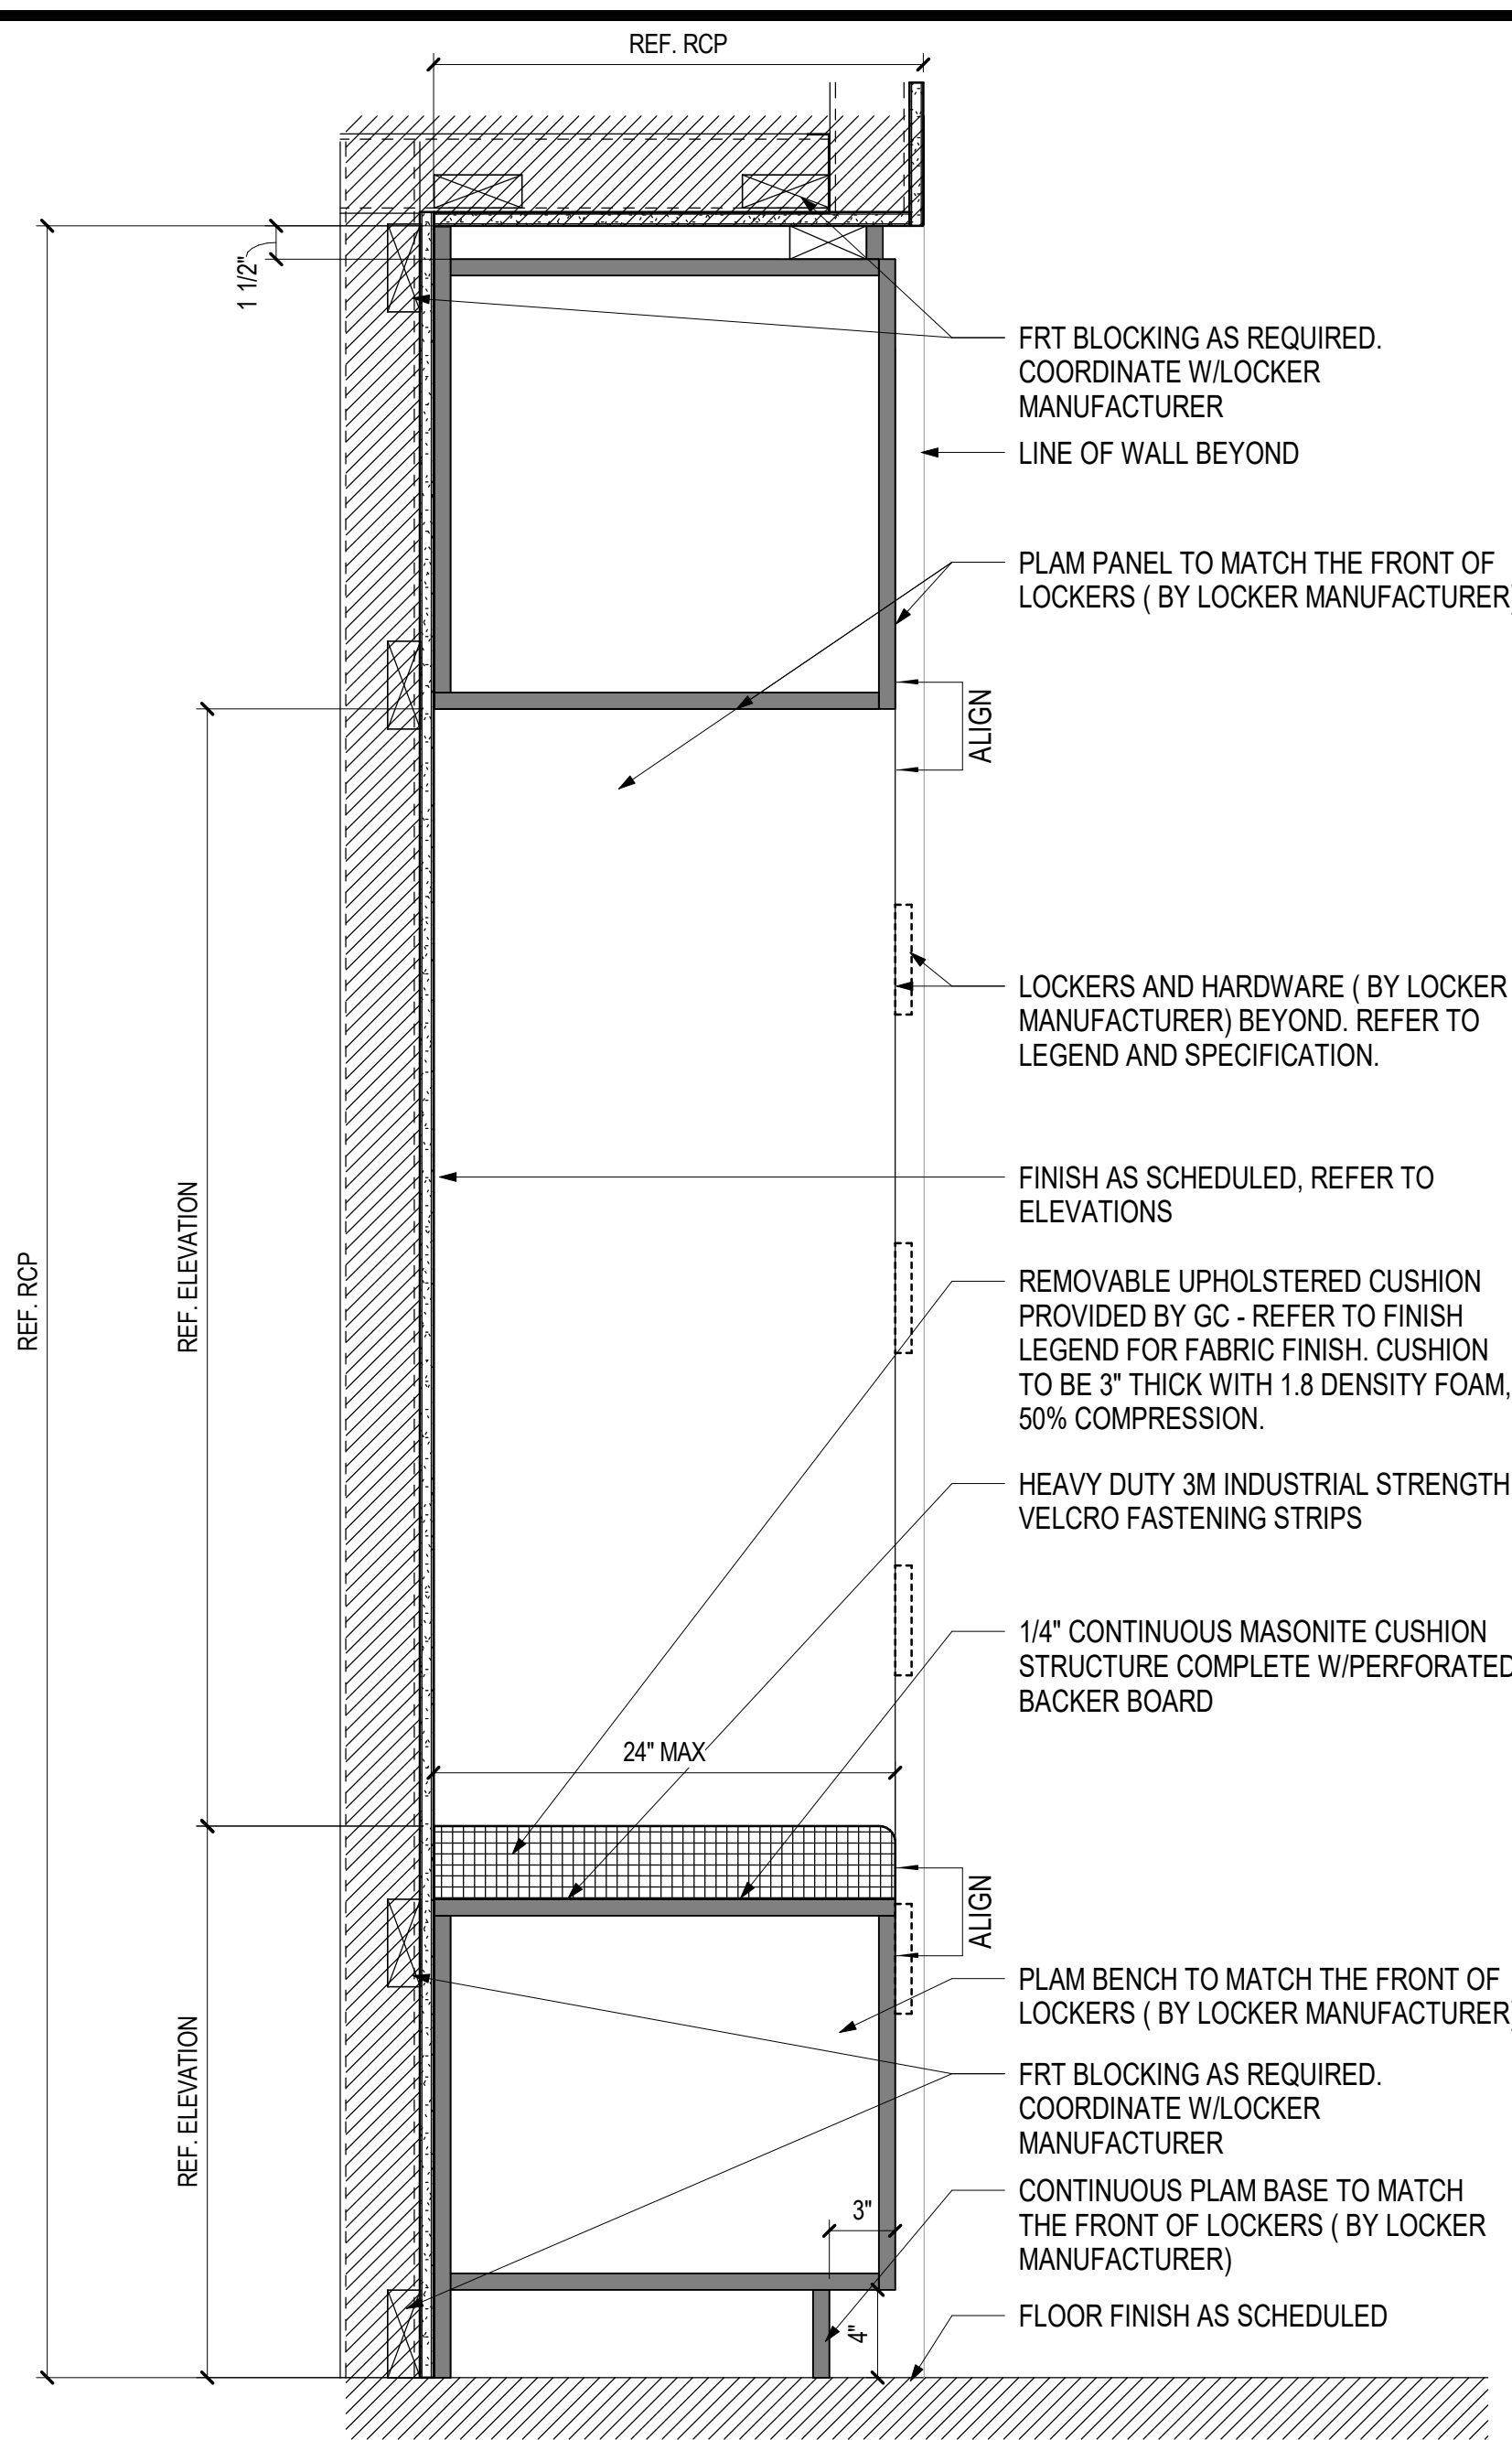 REF. RCP
1 1/2"
FRT BLOCKING AS REQUIRED.
COORDINATE W/LOCKER
MANUFACTURER
LINE OF WALL BEYOND
PLAM PANEL TO MATCH THE FRONT OF
LOCKERS ( BY LOCKER MANUFACTURER)
ALIGN
LOCKERS AND HARDWARE ( BY LOCKER
MANUFACTURER) BEYOND. REFER TO
LEGEND AND SPECIFICATION.
FINISH AS SCHEDULED, REFER TO
ELEVATIONS
REF. RCP
REF. ELEVATION
REMOVABLE UPHOLSTERED CUSHION
PROVIDED BY GC - REFER TO FINISH
LEGEND FOR FABRIC FINISH. CUSHION
TO BE 3" THICK WITH 1.8 DENSITY FOAM,
50% COMPRESSION.
HEAVY DUTY 3M INDUSTRIAL STRENGTH
VELCRO FASTENING STRIPS
1/4" CONTINUOUS MASONITE CUSHION
STRUCTURE COMPLETE W/PERFORATED
BACKER BOARD
24" MAX
ALIGN
REF. ELEVATION
PLAM BENCH TO MATCH THE FRONT OF
LOCKERS ( BY LOCKER MANUFACTURER)
FRT BLOCKING AS REQUIRED.
COORDINATE W/LOCKER
MANUFACTURER
3"
CONTINUOUS PLAM BASE TO MATCH
THE FRONT OF LOCKERS ( BY LOCKER
MANUFACTURER)
4"
FLOOR FINISH AS SCHEDULED